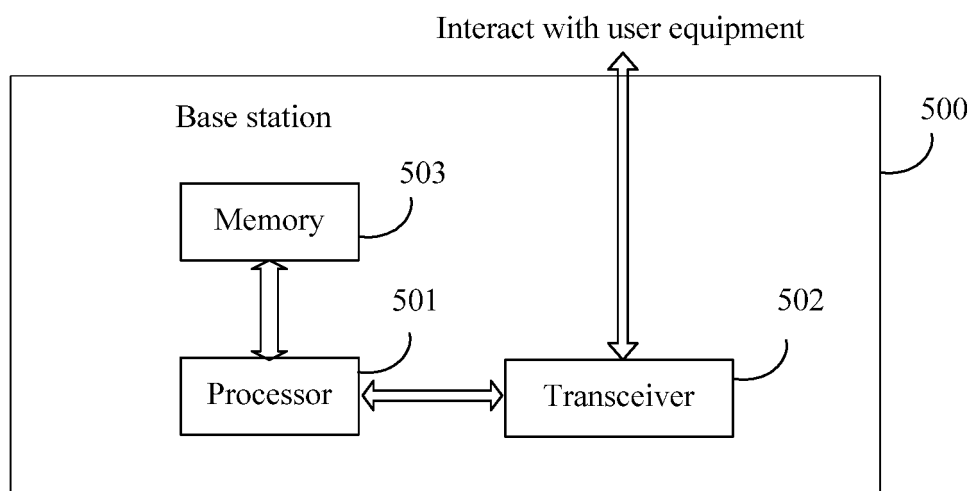 Interact with user equipment
Base station
500
503
Memory
501
502
Processor
Transceiver